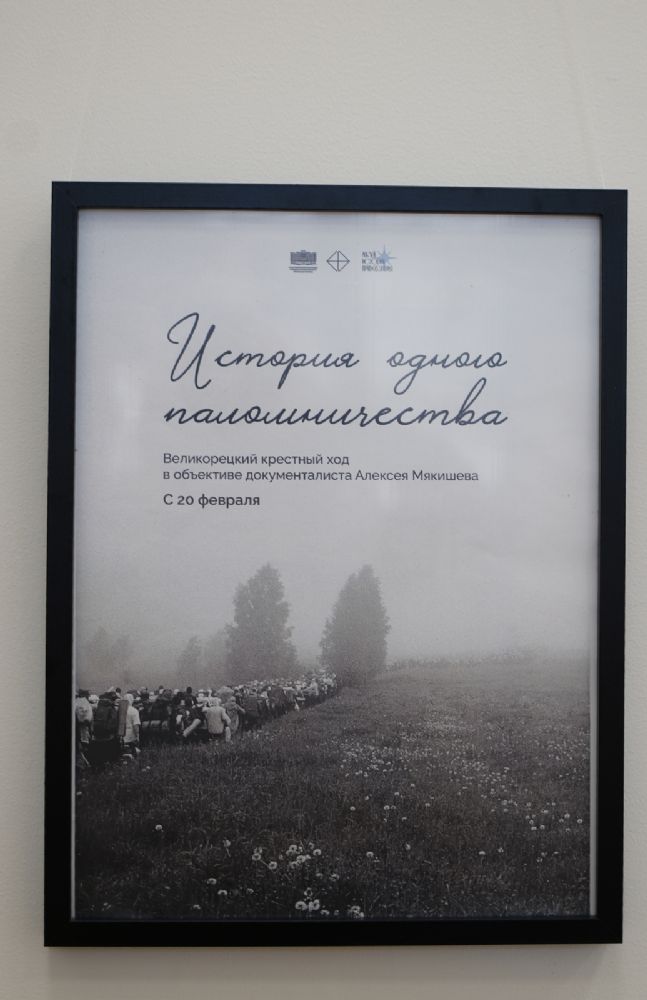 История одного
паломничества
Великорецкий крестный ход
в объективе документалиста Алексея Мякишева
С 20 февраля